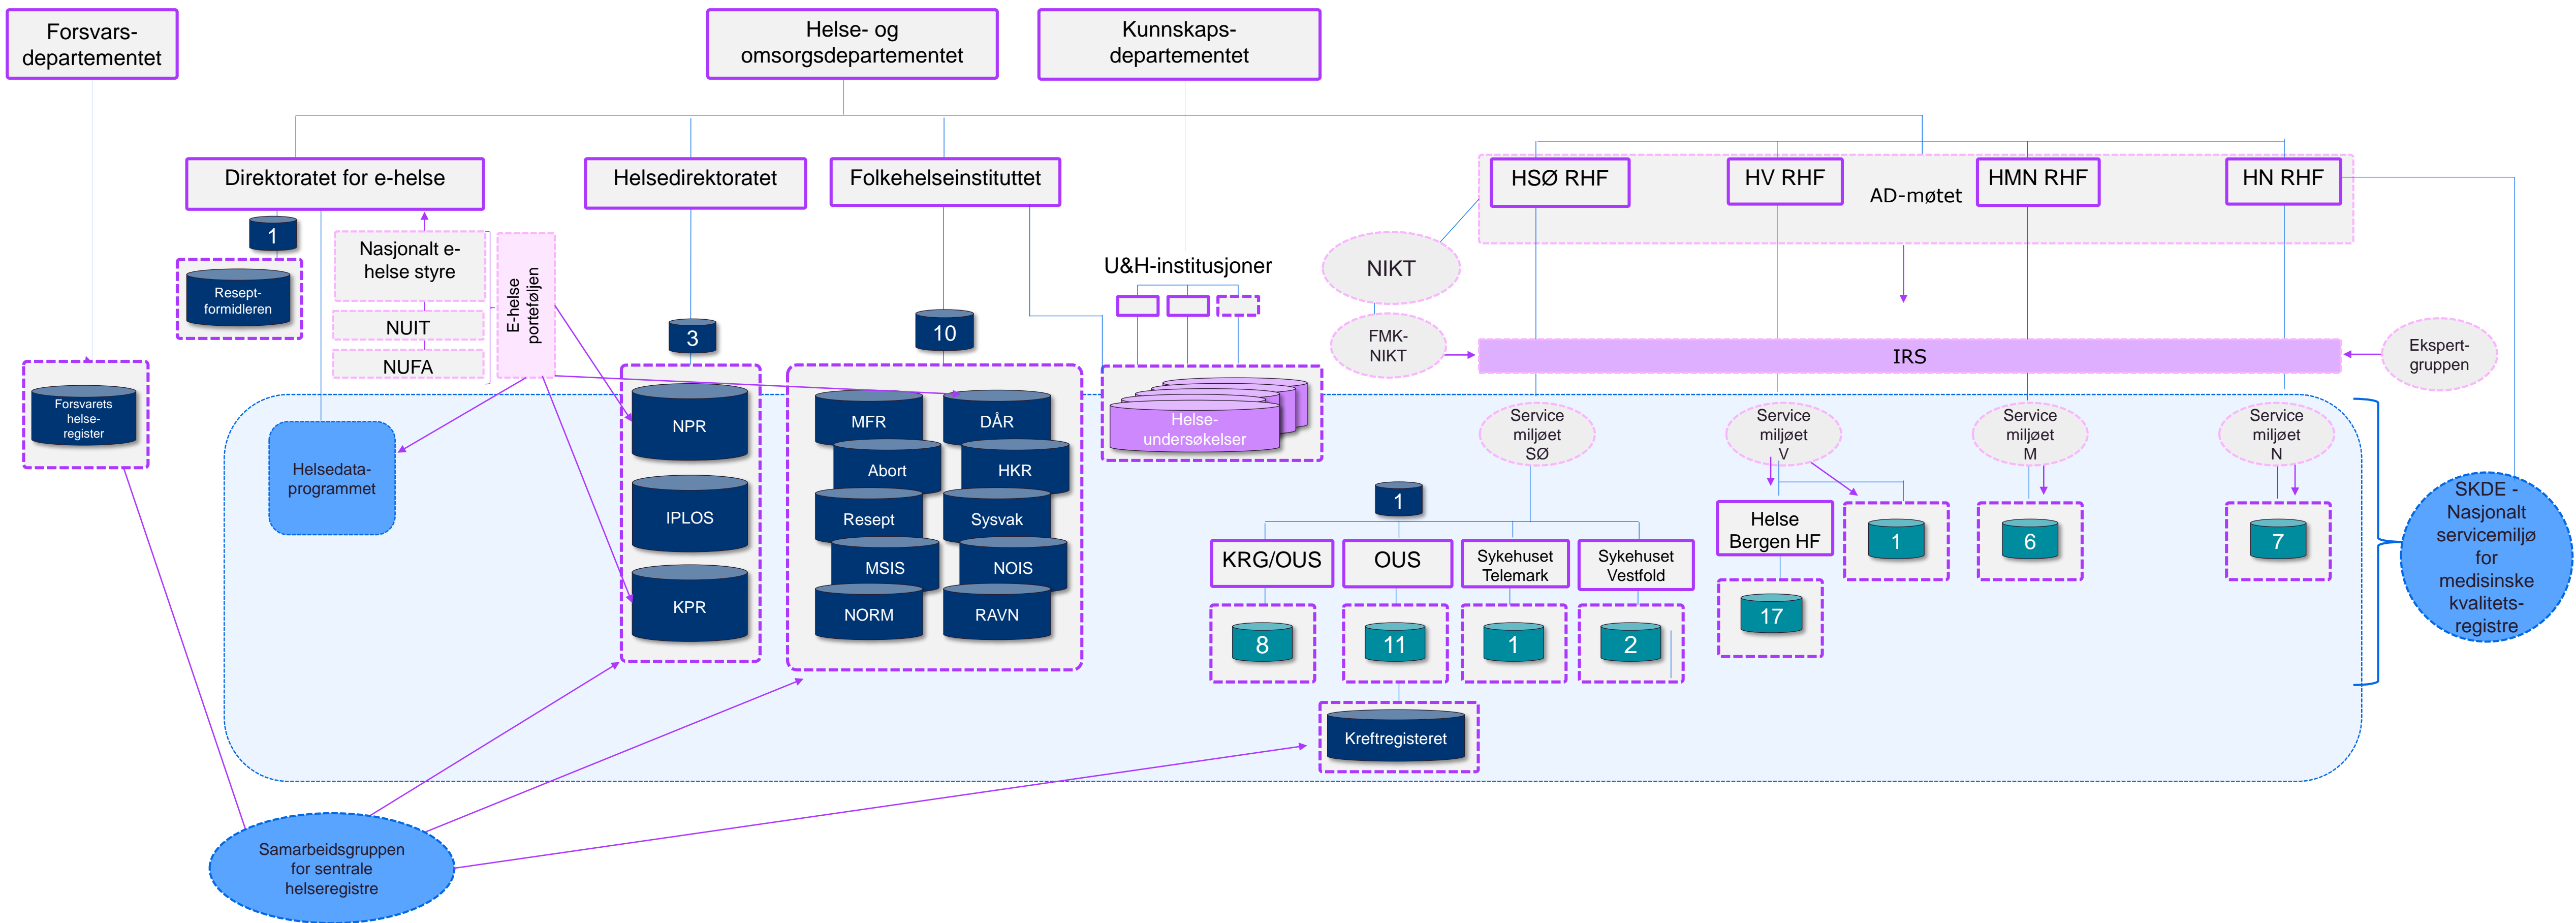 Forsvars-
departementet
Helse- og
omsorgsdepartementet
Kunnskaps-
departementet
Direktoratet for e-helse
Helsedirektoratet
Folkehelseinstituttet
HSØ RHF
HV RHF
AD-møtet
HMN RHF
HN RHF
1
Resept-
formidleren
Nasjonalt e-
helse styre
NUIT
NUFA
E-helse
porteføljen
3
10
U&H-institusjoner
NIKT
FMK-
NIKT
IRS
Ekspert-
gruppen
Forsvarets
helse-
register
Helsedata-
programmet
NPR
IPLOS
KPR
MFR
DÅR
Abort
HKR
Resept
Sysvak
MSIS
NOIS
NORM
RAVN
Helse-
undersøkelser
Service
miljøet
SØ
Service
miljøet
V
Service
miljøet
M
Service
miljøet
N
1
KRG/OUS
OUS
Sykehuset
Telemark
Sykehuset
Vestfold
Helse
Bergen HF
1
6
7
8
11
1
2
17
Kreftregisteret
SKDE -
Nasjonalt
servicemiljø
for
medisinske
kvalitets-
registre
Samarbeidsgruppen
for sentrale
helseregistre